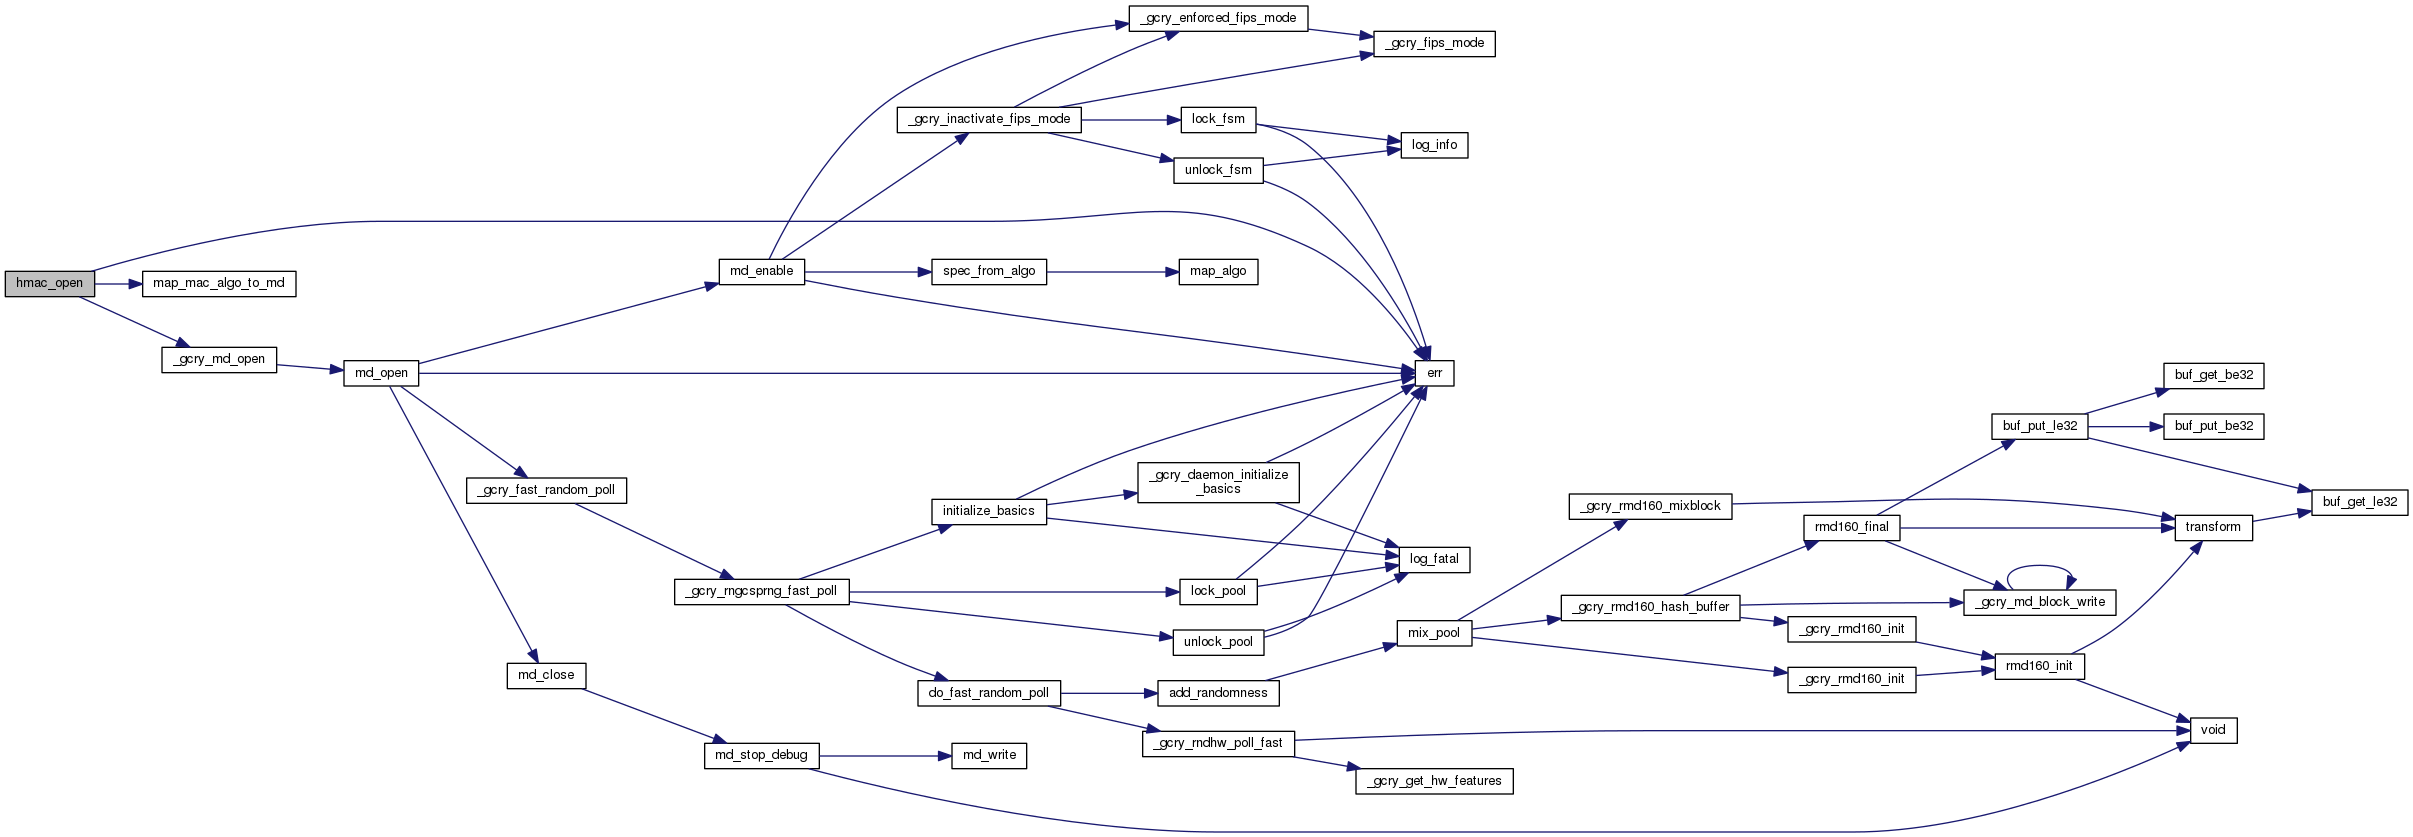 hmac_open
map_mac_algo_to_md
_gcry_md_open
md_open
md_enable
_gcry_fast_random_poll
md_close
_gcry_rngcsprng_fast_poll
md_stop_debug
_gcry_enforced_fips_mode
_gcry_fips_mode
_gcry_inactivate_fips_mode
lock_fsm
unlock_fsm
log_info
spec_from_algo
map_algo
err
initialize_basics
_gcry_daemon_initialize
_basics
log_fatal
lock_pool
unlock_pool
do_fast_random_poll
add_randomness
_gcry_rndhw_poll_fast
_gcry_get_hw_features
md_write
mix_pool
_gcry_rmd160_mixblock
_gcry_rmd160_hash_buffer
_gcry_rmd160_init
_gcry_rmd160_init
rmd160_final
buf_put_le32
buf_get_be32
buf_put_be32
buf_get_le32
transform
_gcry_md_block_write
rmd160_init
void